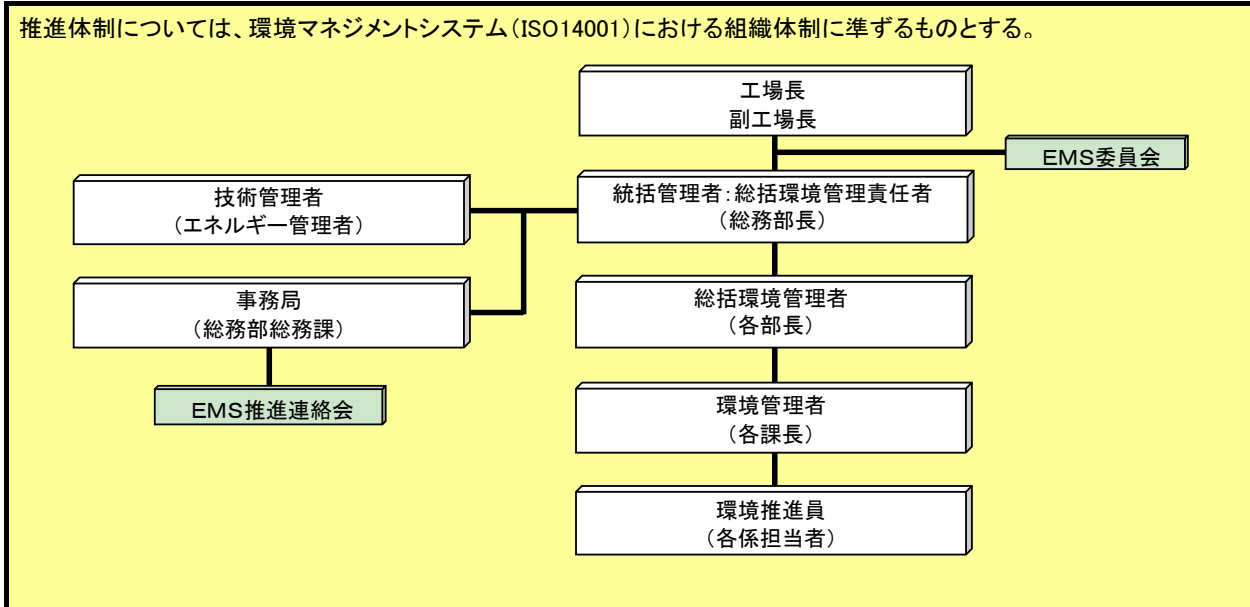 推進体制については、環境マネジメントシステム（ISO14001）における組織体制に準ずるものとする。
工場長
副工場長
ＥＭＳ委員会
技術管理者
（エネルギー管理者）
統括管理者：総括環境管理責任者
（総務部長）
事務局
（総務部総務課）
総括環境管理者
（各部長）
ＥＭＳ推進連絡会
環境管理者
（各課長）
環境推進員
（各係担当者）